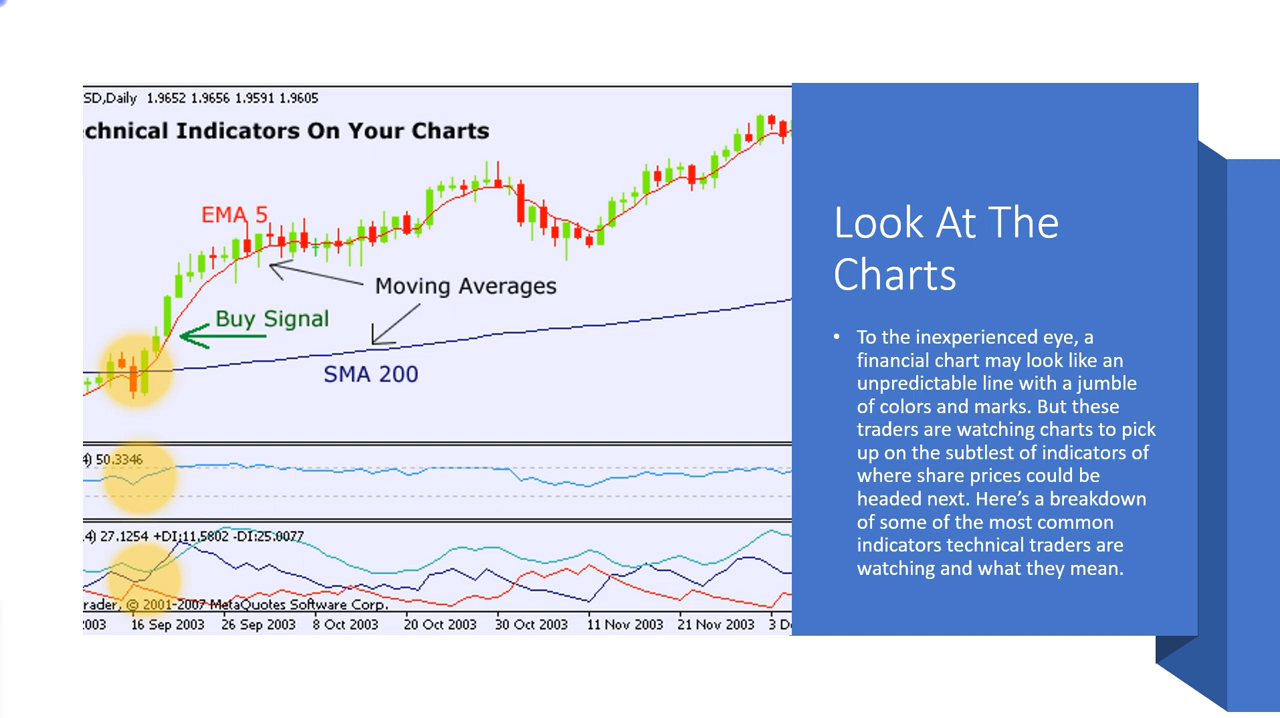 SD,Daily 1.9652 1.9656 1.9591 1.9605
chnical Indicators On Your Charts
EMA 5
Moving Averages
Buy Signal
SMA 200
4) 50.3346
14) 27.1254 +DI:11.5802 -DI:25.0077
rader, © 2001-2007 MetaQuotes Software Corp.
2003 16 Sep 2003 26 Sep 2003 8 Oct 2003 20 Oct 2003 30 Oct 2003 11 Nov 2003 21 Nov 2003 3 D
Look At The
Charts
• To the inexperienced eye, a
financial chart may look like an
unpredictable line with a jumble
of colors and marks. But these
traders are watching charts to pick
up on the subtlest of indicators of
where share prices could be
headed next. Here’s a breakdown
of some of the most common
indicators technical traders are
watching and what they mean.